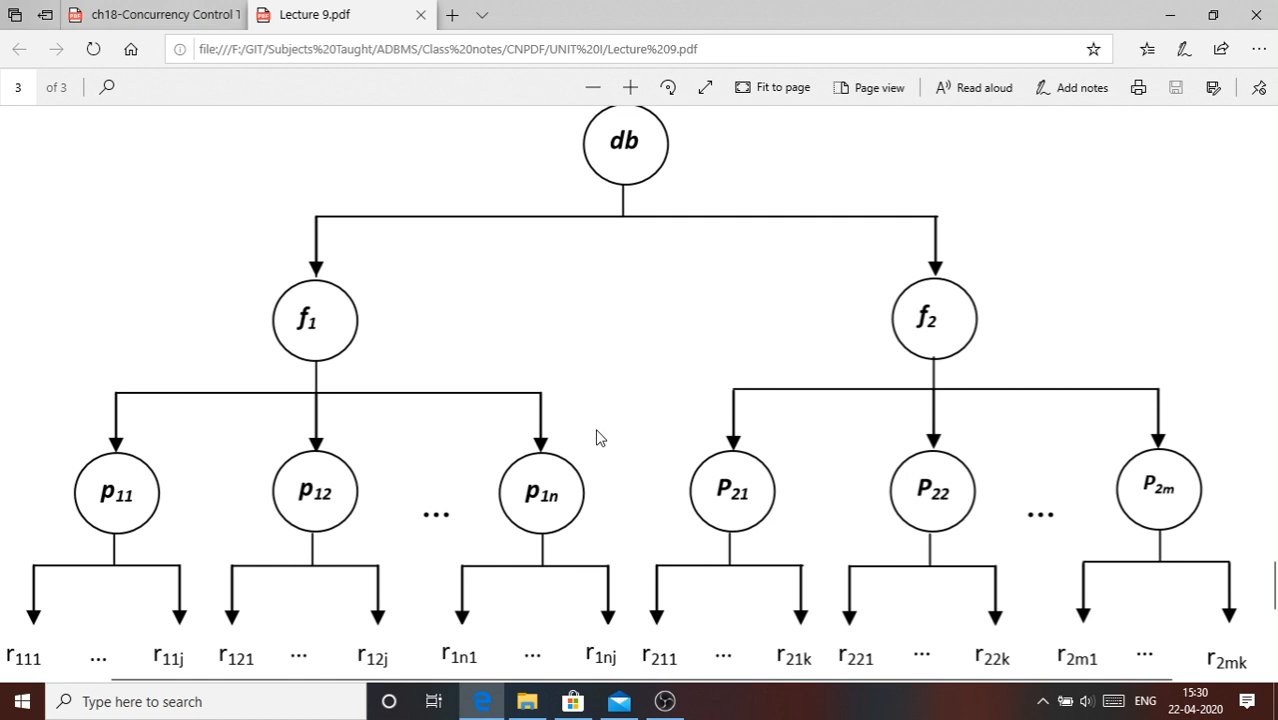 ch18-Concurrency Control T
Lecture 9.pdf
file:///F:/GIT/Subjects%20Taught/ADBMS/Class%20notes/CNPDF/UNIT%20I/Lecture%209.pdf
3 of 3 Fit to page Page view Read aloud Add notes
db
f1 f2
p11 p12 ... p1n P21 P22 ... P2m
r111 ... r11j r121 ... r12j r1n1 ... r1nj r211 ... r21k r221 ... r22k r2m1 ... r2mk
Type here to search
ENG
15:30
22-04-2020